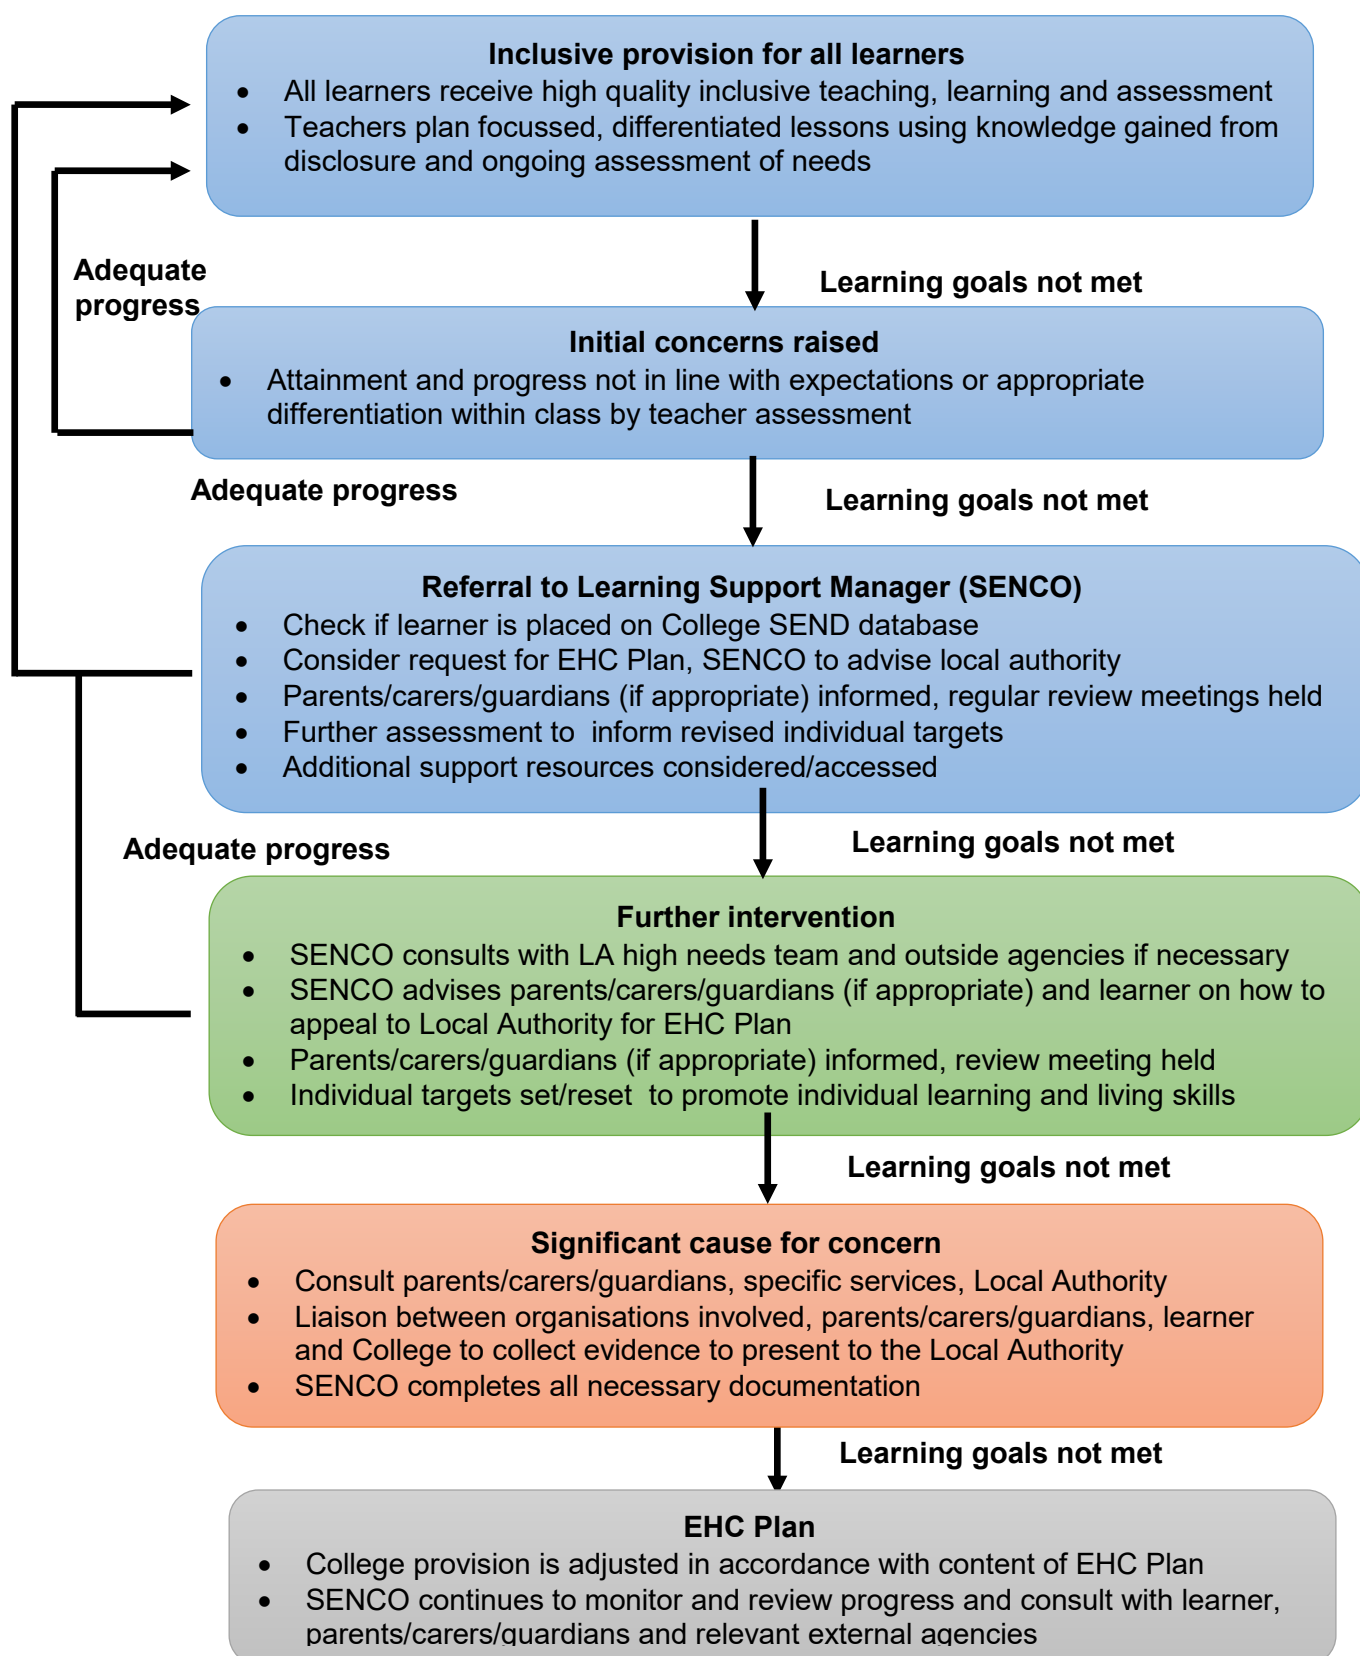 Inclusive provision for all learners
• All learners receive high quality inclusive teaching, learning and assessment
• Teachers plan focussed, differentiated lessons using knowledge gained from
disclosure and ongoing assessment of needs
Adequate
progress
Learning goals not met
Initial concerns raised
• Attainment and progress not in line with expectations or appropriate
differentiation within class by teacher assessment
Adequate progress
Learning goals not met
Referral to Learning Support Manager (SENCO)
• Check if learner is placed on College SEND database
• Consider request for EHC Plan, SENCO to advise local authority
• Parents/carers/guardians (if appropriate) informed, regular review meetings held
• Further assessment to  inform revised individual targets
• Additional support resources considered/accessed
Adequate progress
Learning goals not met
Further intervention
• SENCO consults with LA high needs team and outside agencies if necessary
• SENCO advises parents/carers/guardians (if appropriate) and learner on how to
appeal to Local Authority for EHC Plan
• Parents/carers/guardians (if appropriate) informed, review meeting held
• Individual targets set/reset  to promote individual learning and living skills
Learning goals not met
Significant cause for concern
• Consult parents/carers/guardians, specific services, Local Authority
• Liaison between organisations involved, parents/carers/guardians, learner
and College to collect evidence to present to the Local Authority
• SENCO completes all necessary documentation
Learning goals not met
EHC Plan
• College provision is adjusted in accordance with content of EHC Plan
• SENCO continues to monitor and review progress and consult with learner,
parents/carers/guardians and relevant external agencies